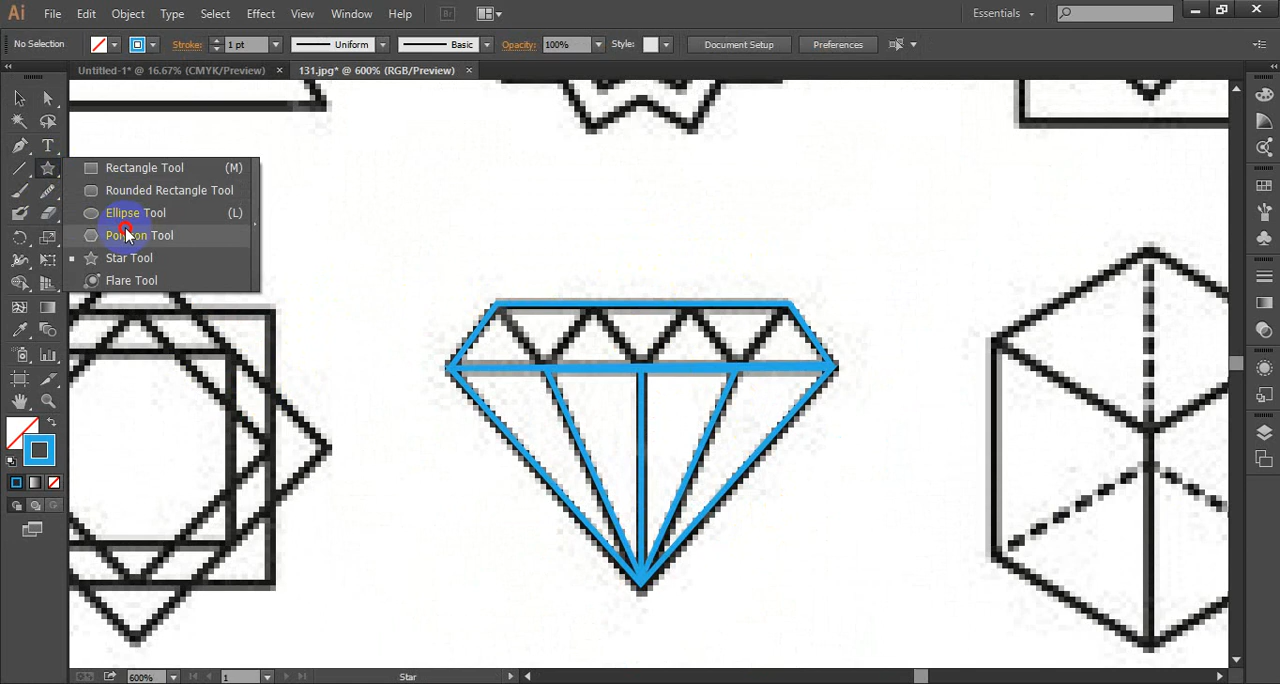 Ai File Edit Object Type Select Effect View Window Help Br Essentials
No Selection Stroke: 1 pt Uniform Basic Opacity: 100% Style: Document Setup Preferences
Untitled-1* @ 16.67% (CMYK/Preview) × 131.jpg* @ 600% (RGB/Preview) ×
Rectangle Tool (M)
Rounded Rectangle Tool
Ellipse Tool (L)
Polygon Tool
Star Tool
Flare Tool
600% 1 Star